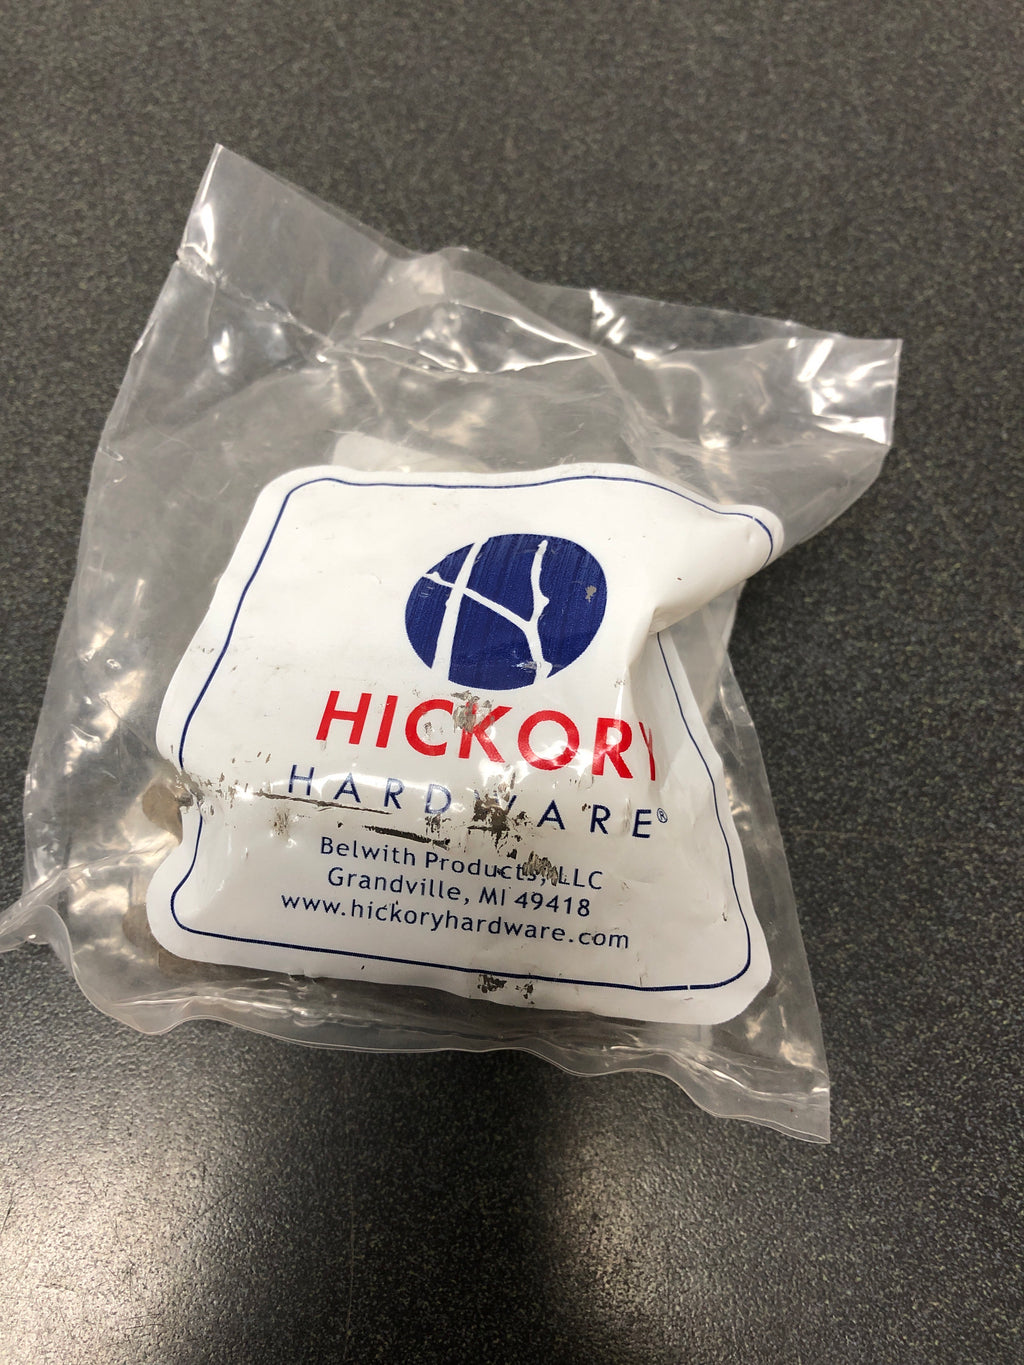 HICKORY
HARDWARE®
Belwith Products, LLC
Grandville, MI 49418
www.hickoryhardware.com